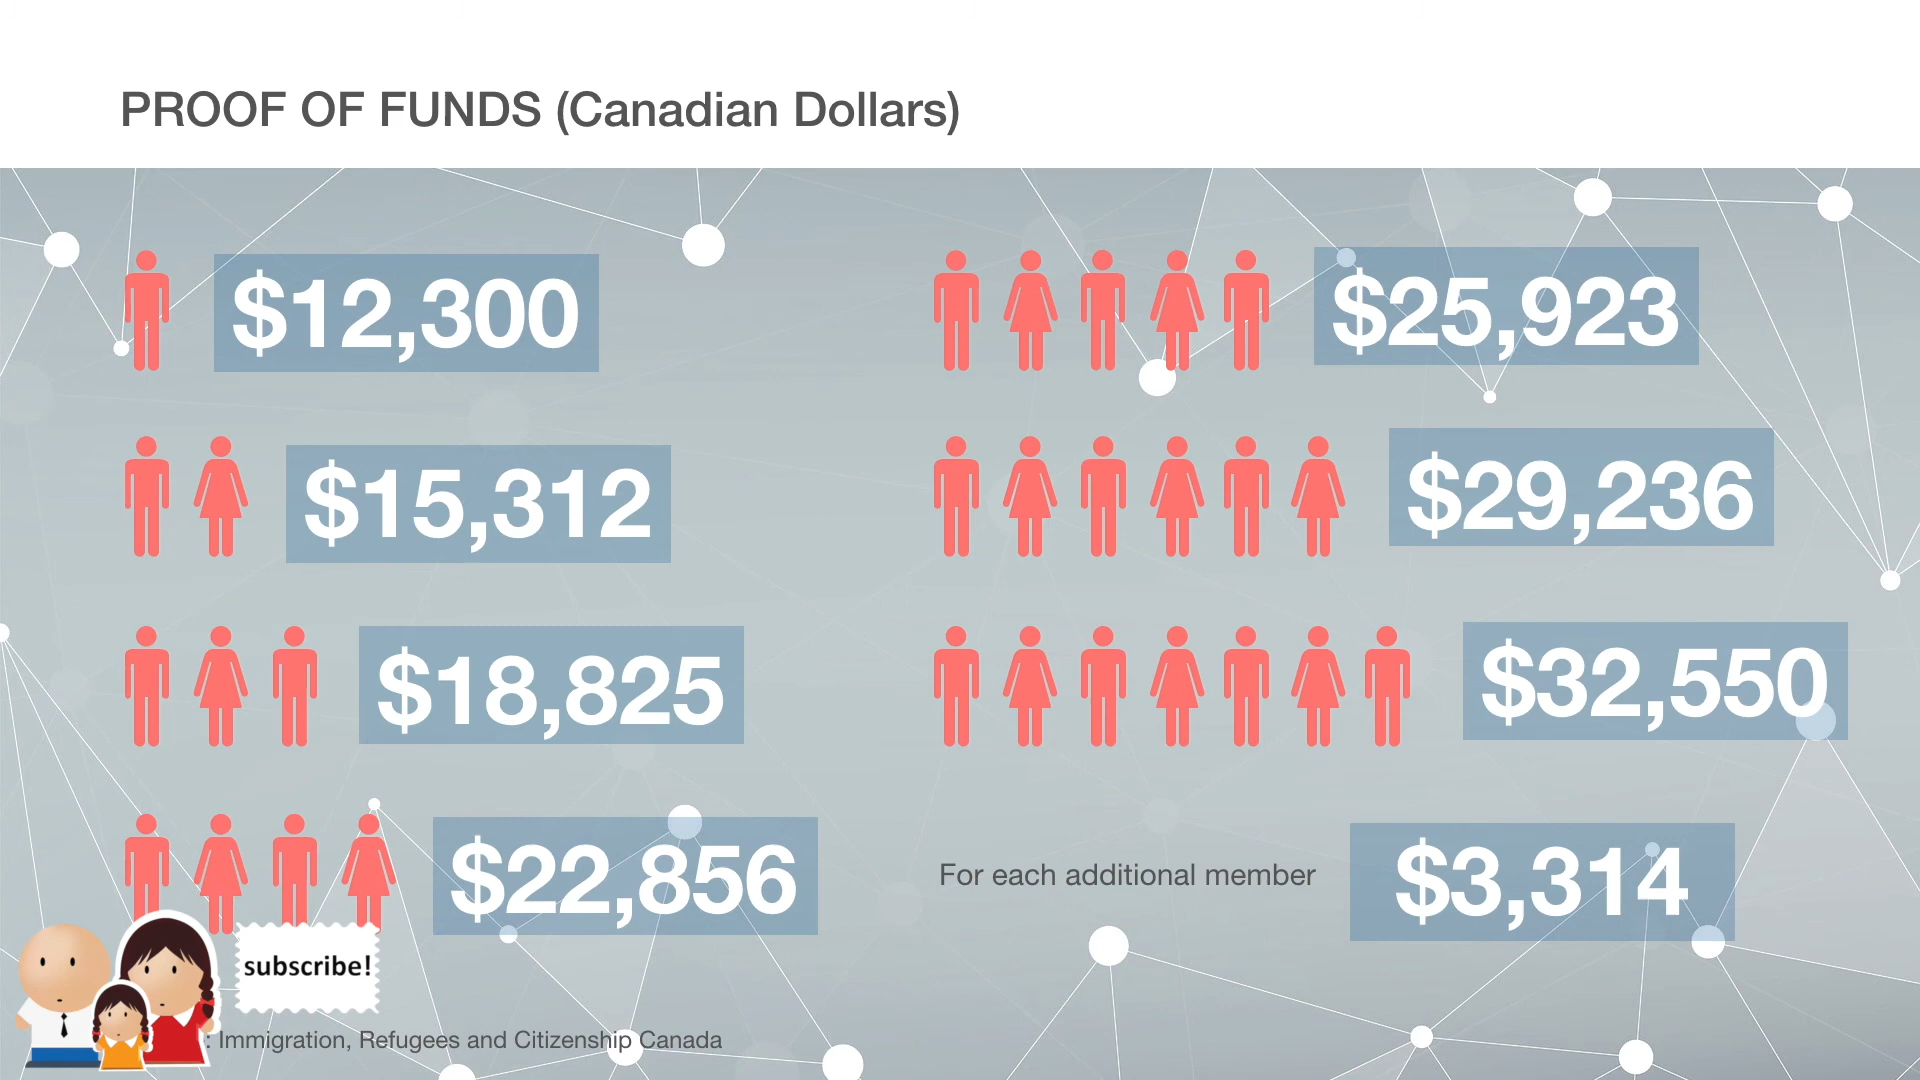 PROOF OF FUNDS (Canadian Dollars)
$12,300
$15,312
$18,825
$22,856
$25,923
$29,236
$32,550
For each additional member
$3,314
subscribe!
: Immigration, Refugees and Citizenship Canada